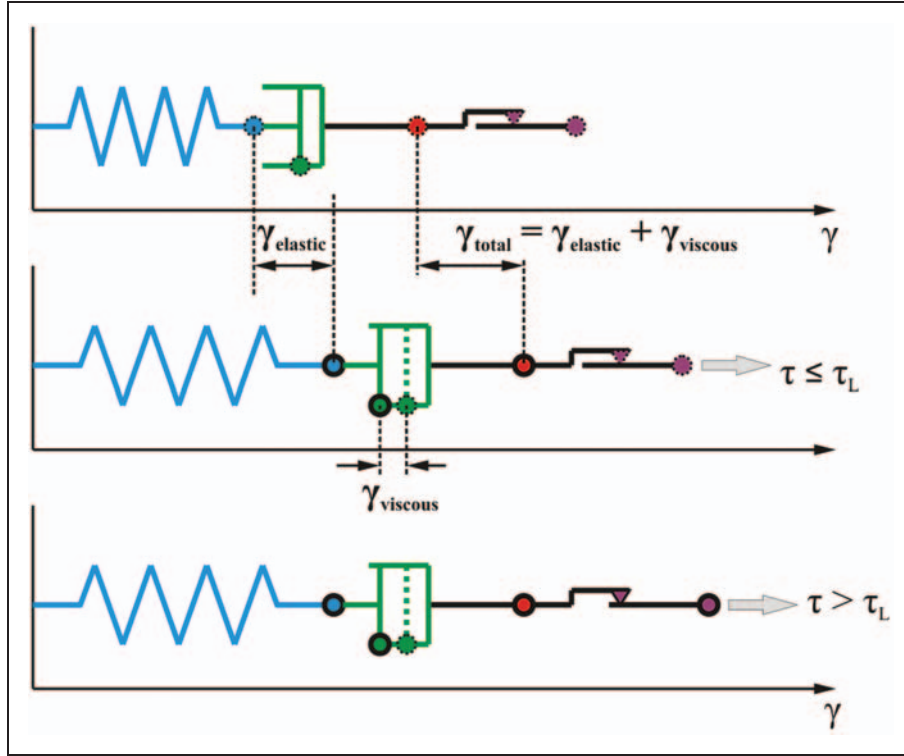 γ
γelastic
γtotal = γelastic + γviscous
τ ≤ τL
γviscous
τ > τL
γ